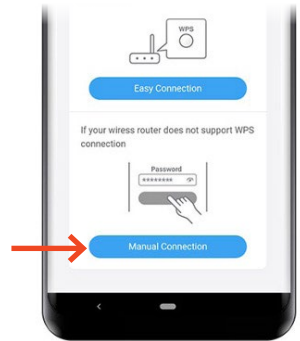 WPS
Easy Connection
If your wiress router does not support WPS
connection
Password
********
Manual Connection